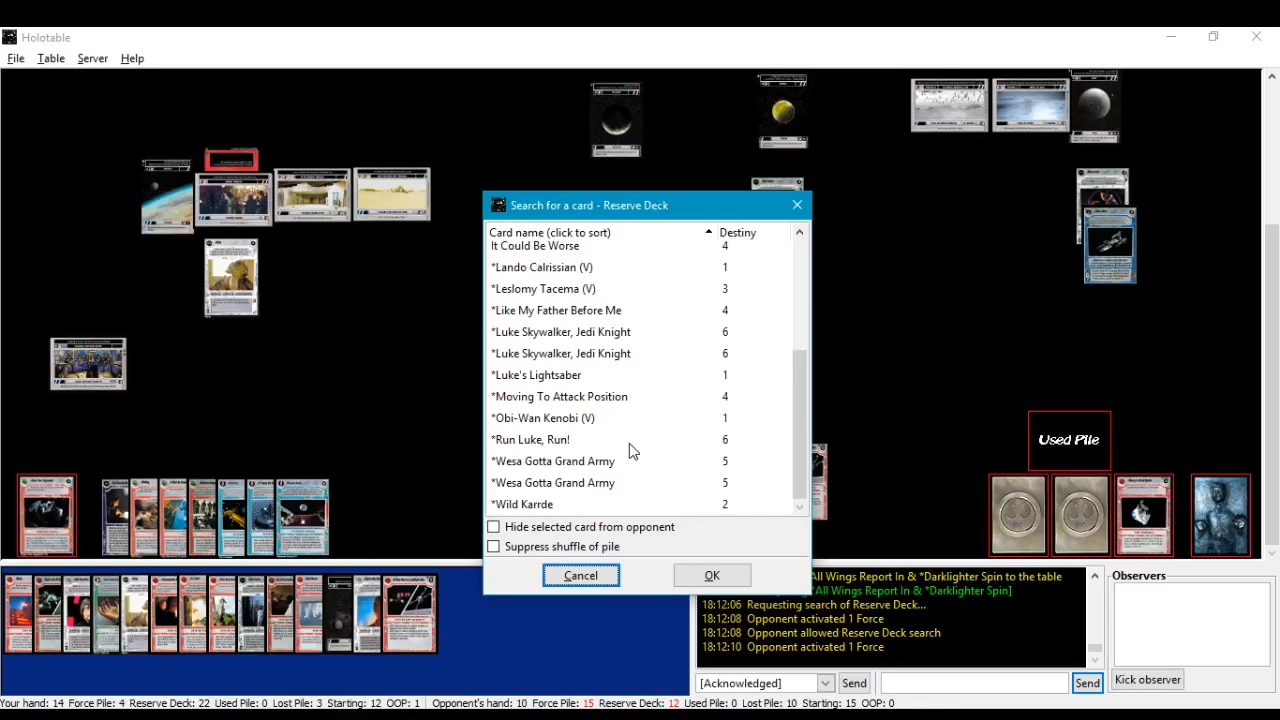 Holotable
File Table Server Help
Search for a card - Reserve Deck
Card name (click to sort) Destiny
It Could Be Worse 4
*Lando Calrissian (V) 1
*Leslomy Tacema (V) 3
*Like My Father Before Me 4
*Luke Skywalker, Jedi Knight 6
*Luke Skywalker, Jedi Knight 6
*Luke's Lightsaber 1
*Moving To Attack Position 4
*Obi-Wan Kenobi (V) 1
*Run Luke, Run! 6
*Wesa Gotta Grand Army 5
*Wesa Gotta Grand Army 5
*Wild Karrde 2
Hide selected card from opponent
Suppress shuffle of pile
Cancel OK
Used Pile
All Wings Report In & *Darklighter Spin to the table
*All Wings Report In & *Darklighter Spin]
18:12:06 Requesting search of Reserve Deck...
18:12:08 Opponent activated 1 Force
18:12:08 Opponent allowed Reserve Deck search
18:12:10 Opponent activated 1 Force
[Acknowledged] Send Send
Observers
Kick observer
Your hand: 14 Force Pile: 4 Reserve Deck: 22 Used Pile: 0 Lost Pile: 3 Starting: 12 OOP: 1 Opponent's hand: 10 Force Pile: 15 Reserve Deck: 12 Used Pile: 0 Lost Pile: 10 Starting: 15 OOP: 0